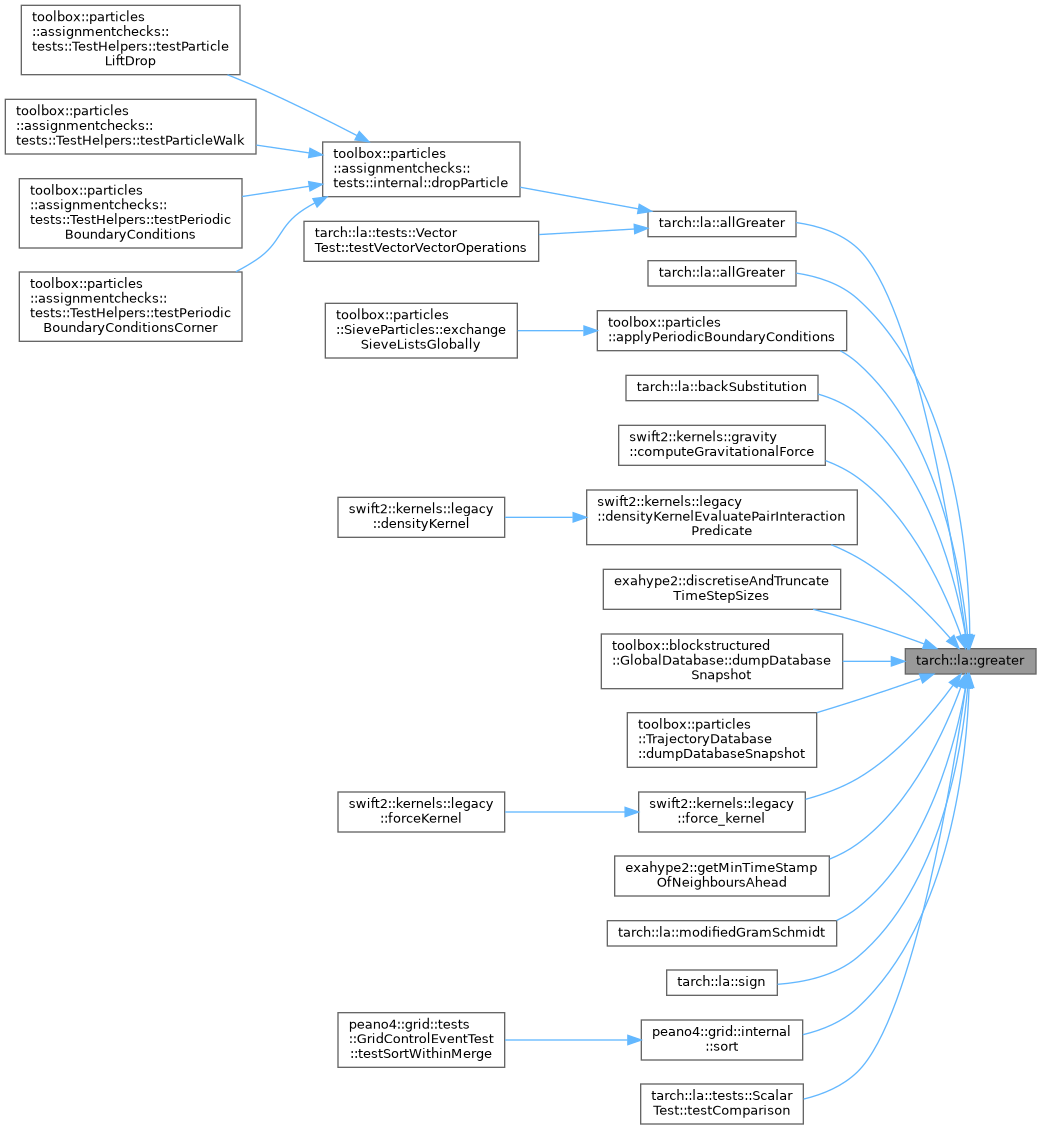 toolbox::particles
::assignmentchecks::
tests::TestHelpers::testParticle
LiftDrop
toolbox::particles
::assignmentchecks::
tests::TestHelpers::testParticleWalk
toolbox::particles
::assignmentchecks::
tests::TestHelpers::testPeriodic
BoundaryConditions
toolbox::particles
::assignmentchecks::
tests::TestHelpers::testPeriodic
BoundaryConditionsCorner
toolbox::particles
::assignmentchecks::
tests::internal::dropParticle
tarch::la::tests::Vector
Test::testVectorVectorOperations
toolbox::particles
::SieveParticles::exchange
SieveListsGlobally
swift2::kernels::legacy
::densityKernel
swift2::kernels::legacy
::forceKernel
peano4::grid::tests
::GridControlEventTest
::testSortWithinMerge
tarch::la::allGreater
tarch::la::allGreater
toolbox::particles
::applyPeriodicBoundaryConditions
tarch::la::backSubstitution
swift2::kernels::gravity
::computeGravitationalForce
swift2::kernels::legacy
::densityKernelEvaluatePairInteraction
Predicate
exahype2::discretiseAndTruncate
TimeStepSizes
toolbox::blockstructured
::GlobalDatabase::dumpDatabase
Snapshot
toolbox::particles
::TrajectoryDatabase
::dumpDatabaseSnapshot
swift2::kernels::legacy
::force_kernel
exahype2::getMinTimeStamp
OfNeighboursAhead
tarch::la::modifiedGramSchmidt
tarch::la::sign
peano4::grid::internal
::sort
tarch::la::tests::Scalar
Test::testComparison
tarch::la::greater